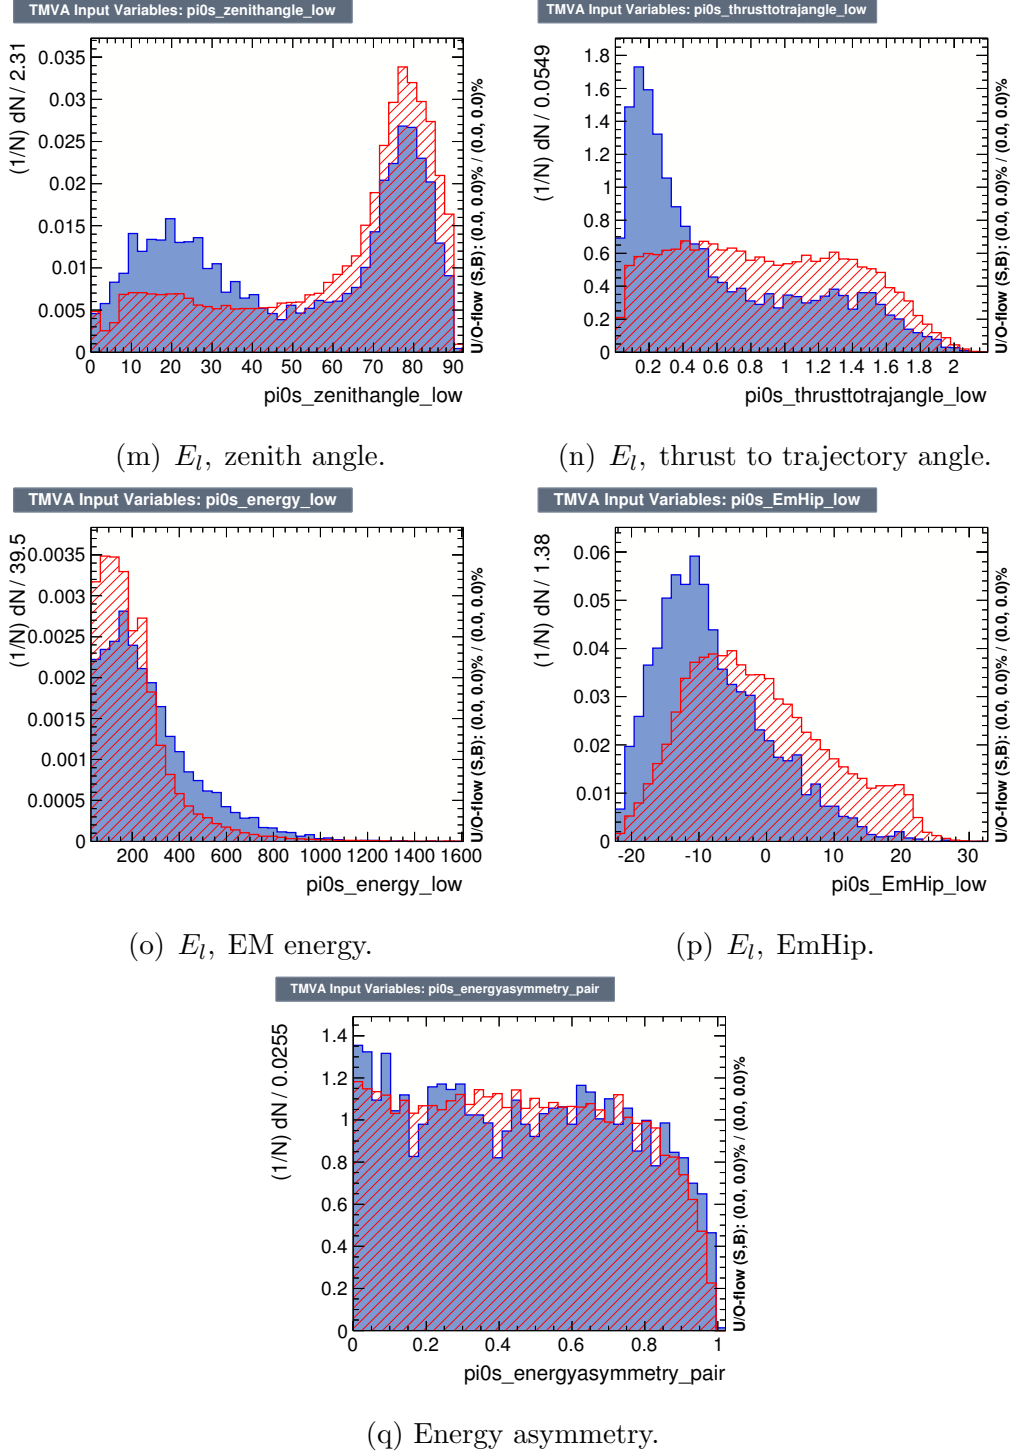 TMVA Input Variables: pi0s_zenithangle_low
(1/N) dN / 2.31
0.035
0.03
0.025
0.02
0.015
0.01
0.005
0
0 10 20 30 40 50 60 70 80 90
pi0s_zenithangle_low
U/O-flow (S,B): (0.0, 0.0)% / (0.0, 0.0)%
(m) E_l, zenith angle.
TMVA Input Variables: pi0s_thrusttotrajangle_low
(1/N) dN / 0.0549
1.8
1.6
1.4
1.2
1
0.8
0.6
0.4
0.2
0
0.2 0.4 0.6 0.8 1 1.2 1.4 1.6 1.8 2
pi0s_thrusttotrajangle_low
U/O-flow (S,B): (0.0, 0.0)% / (0.0, 0.0)%
(n) E_l, thrust to trajectory angle.
TMVA Input Variables: pi0s_energy_low
(1/N) dN / 39.5
0.0035
0.003
0.0025
0.002
0.0015
0.001
0.0005
0
200 400 600 800 1000 1200 1400 1600
pi0s_energy_low
U/O-flow (S,B): (0.0, 0.0)% / (0.0, 0.0)%
(o) E_l, EM energy.
TMVA Input Variables: pi0s_EmHip_low
(1/N) dN / 1.38
0.06
0.05
0.04
0.03
0.02
0.01
0
-20 -10 0 10 20 30
pi0s_EmHip_low
U/O-flow (S,B): (0.0, 0.0)% / (0.0, 0.0)%
(p) E_l, EmHip.
TMVA Input Variables: pi0s_energyasymmetry_pair
(1/N) dN / 0.0255
1.4
1.2
1
0.8
0.6
0.4
0.2
0
0 0.2 0.4 0.6 0.8 1
pi0s_energyasymmetry_pair
U/O-flow (S,B): (0.0, 0.0)% / (0.0, 0.0)%
(q) Energy asymmetry.